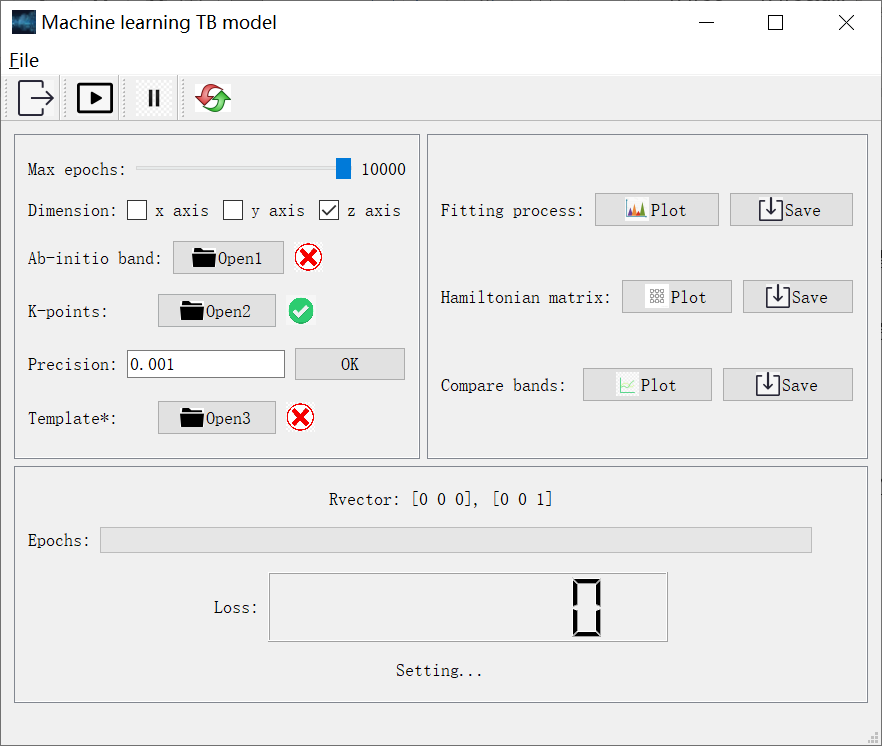 Machine learning TB model
File
Max epochs: 10000
Dimension: x axis y axis z axis
Ab-initio band: Open1
K-points: Open2
Precision: 0.001 OK
Template*: Open3
Fitting process: Plot Save
Hamiltonian matrix: Plot Save
Compare bands: Plot Save
Rvector: [0 0 0], [0 0 1]
Epochs:
Loss: 0
Setting...